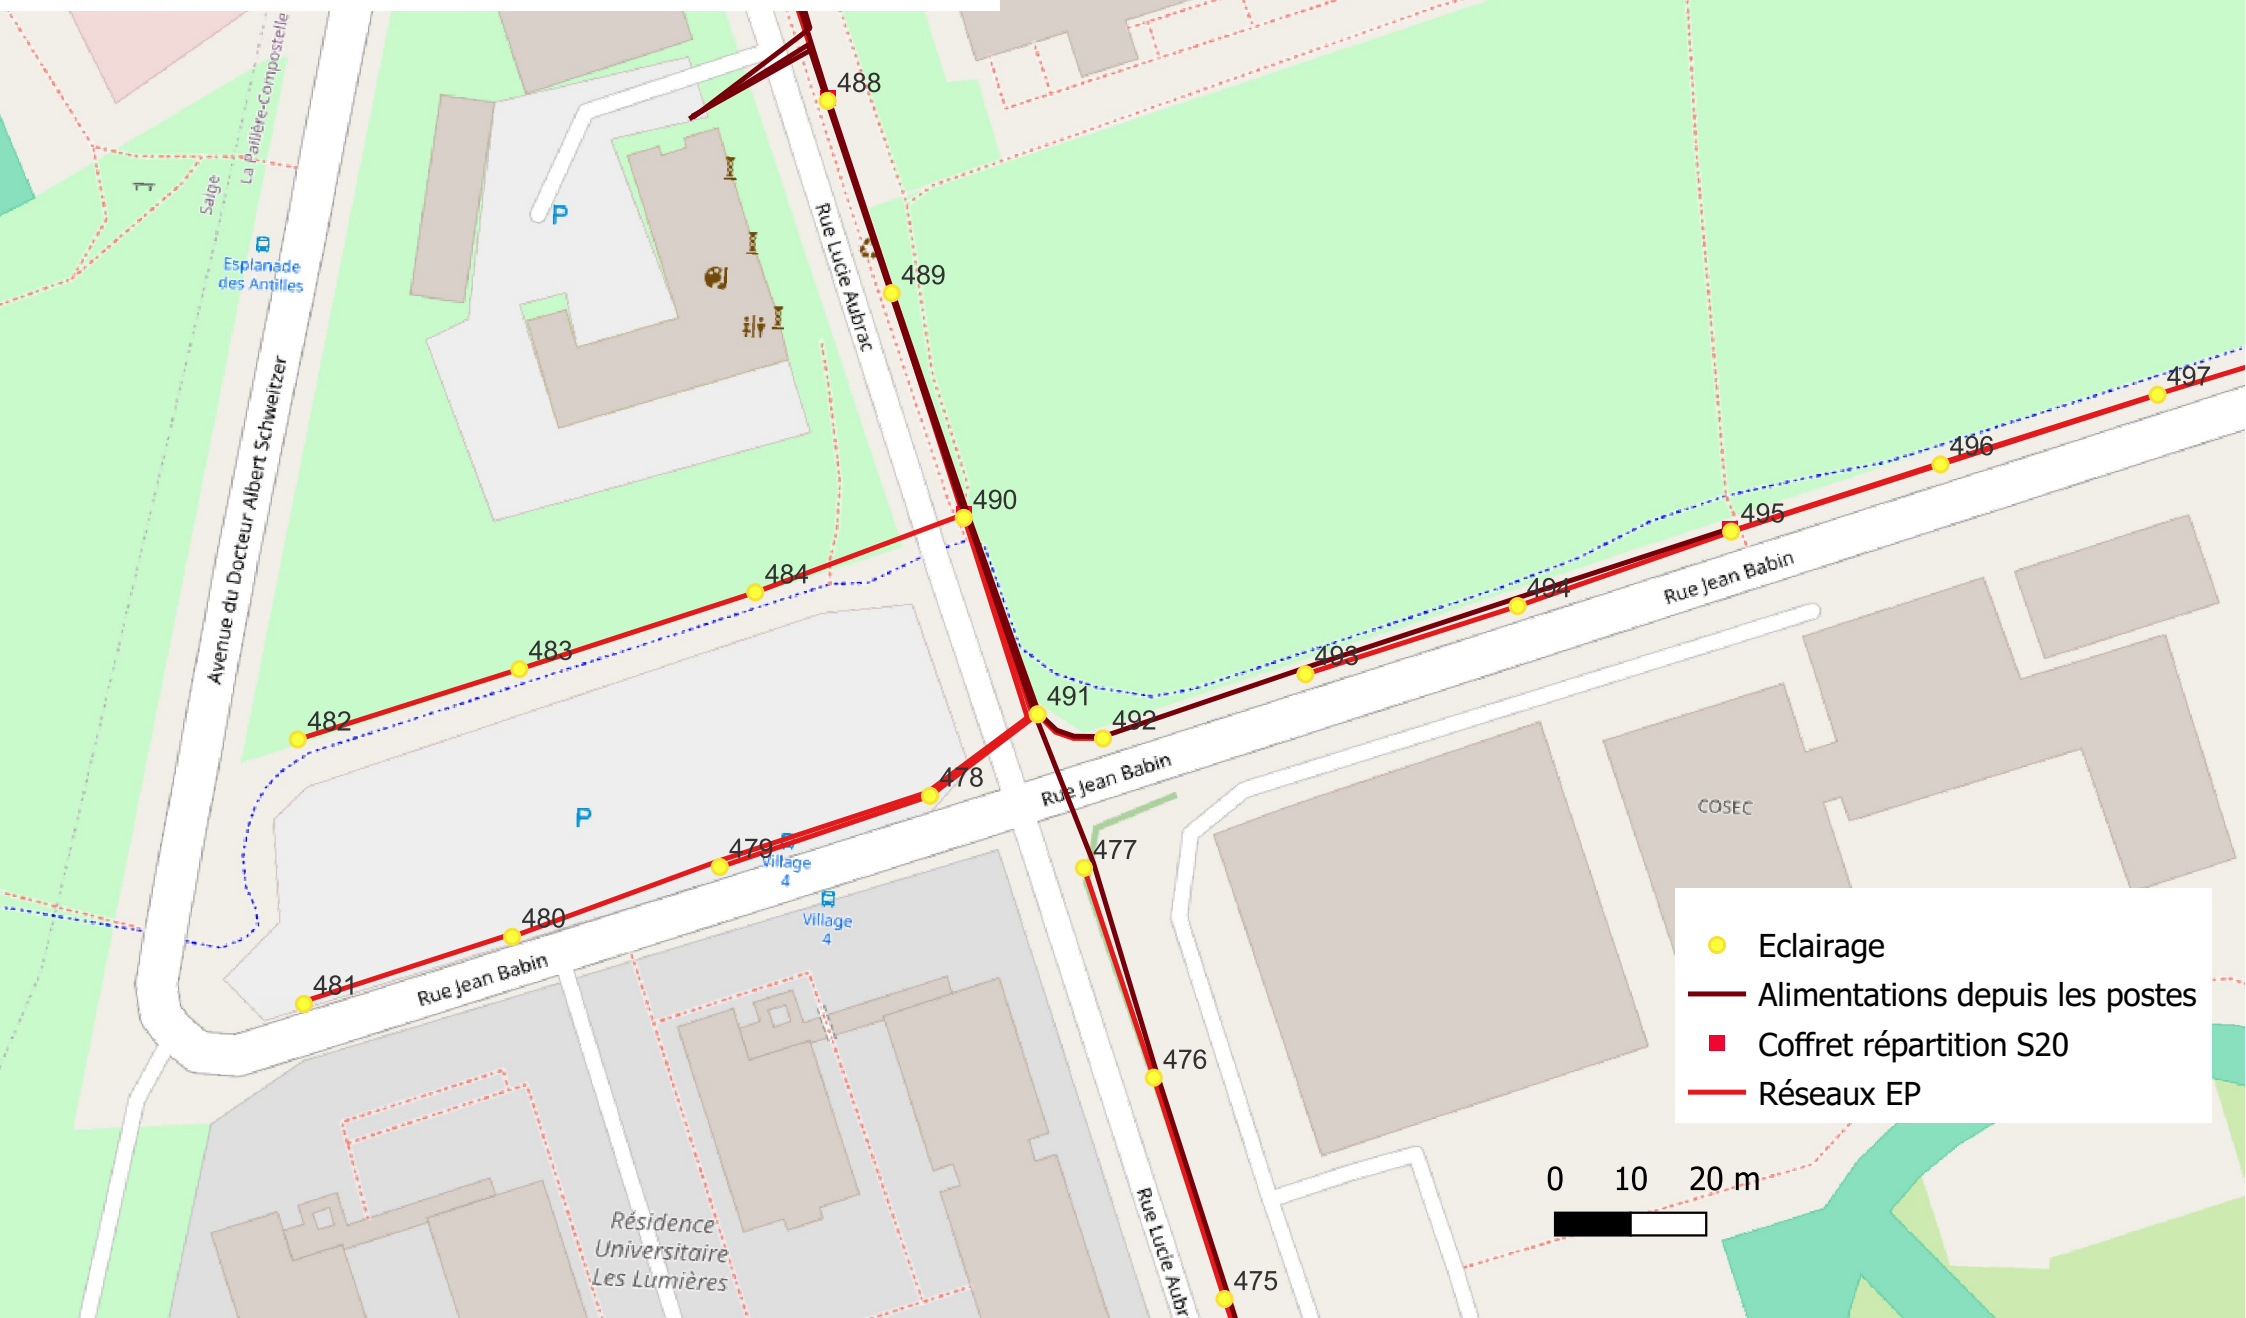 488
La Paillère-Compostelle
Saige
P
Esplanade
des Antilles
Rue Lucie Aubrac
489
Avenue du Docteur Albert Schweitzer
497
496
490
495
484
494
Rue Jean Babin
483
493
482
491
492
478
Rue Jean Babin
P
COSEC
479
Village
4
477
Village
4
480
481
Rue Jean Babin
Eclairage
Alimentations depuis les postes
Coffret répartition S20
Réseaux EP
476
0 10 20 m
Résidence
Universitaire
Les Lumières
Rue Lucie Aubr
475